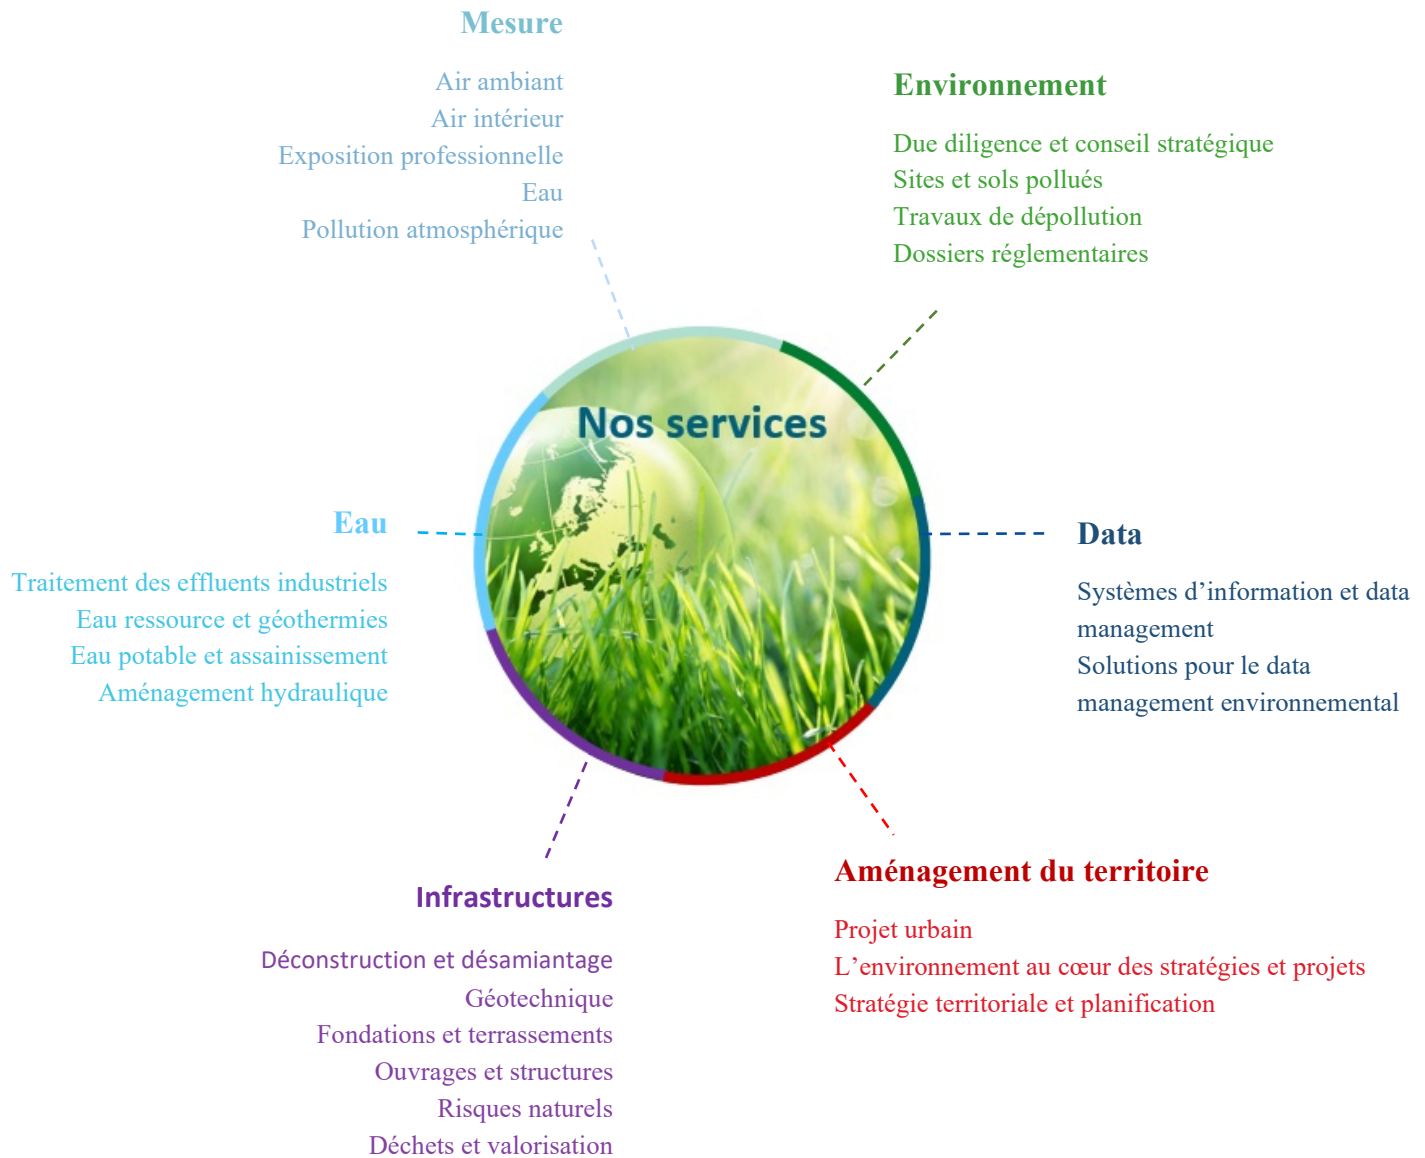 Mesure
Air ambiant
Air intérieur
Exposition professionnelle
Eau
Pollution atmosphérique
Environnement
Due diligence et conseil stratégique
Sites et sols pollués
Travaux de dépollution
Dossiers réglementaires
Nos services
Eau
Traitement des effluents industriels
Eau ressource et géothermies
Eau potable et assainissement
Aménagement hydraulique
Data
Systèmes d’information et data
management
Solutions pour le data
management environnemental
Infrastructures
Déconstruction et désamiantage
Géotechnique
Fondations et terrassements
Ouvrages et structures
Risques naturels
Déchets et valorisation
Aménagement du territoire
Projet urbain
L’environnement au cœur des stratégies et projets
Stratégie territoriale et planification